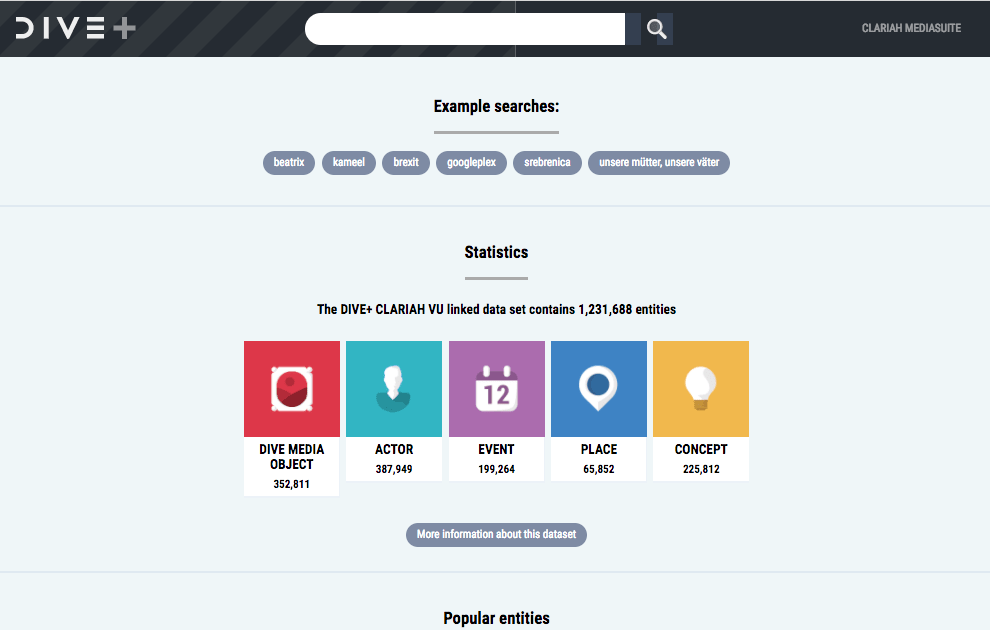 DIVE+
CLARIAH MEDIASUITE
Example searches:
beatrix
kameel
brexit
googleplex
srebrenica
unsere mütter, unsere väter
Statistics
The DIVE+ CLARIAH VU linked data set contains 1,231,688 entities
12
DIVE MEDIA
OBJECT
352,811
ACTOR
387,949
EVENT
199,264
PLACE
65,852
CONCEPT
225,812
More information about this dataset
Popular entities